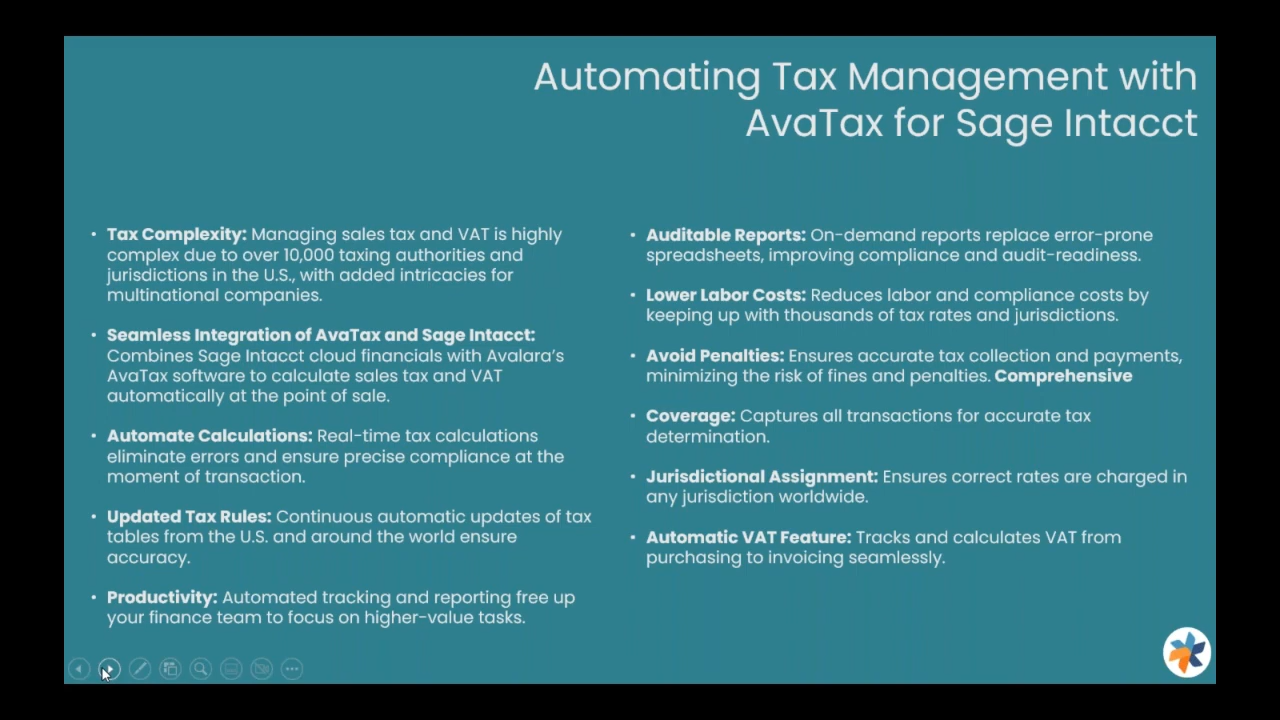 Automating Tax Management with
AvaTax for Sage Intacct
• Tax Complexity: Managing sales tax and VAT is highly
complex due to over 10,000 taxing authorities and
jurisdictions in the U.S., with added intricacies for
multinational companies.
• Seamless Integration of AvaTax and Sage Intacct:
Combines Sage Intacct cloud financials with Avalara’s
AvaTax software to calculate sales tax and VAT
automatically at the point of sale.
• Automate Calculations: Real-time tax calculations
eliminate errors and ensure precise compliance at the
moment of transaction.
• Updated Tax Rules: Continuous automatic updates of tax
tables from the U.S. and around the world ensure
accuracy.
• Productivity: Automated tracking and reporting free up
your finance team to focus on higher-value tasks.
• Auditable Reports: On-demand reports replace error-prone
spreadsheets, improving compliance and audit-readiness.
• Lower Labor Costs: Reduces labor and compliance costs by
keeping up with thousands of tax rates and jurisdictions.
• Avoid Penalties: Ensures accurate tax collection and payments,
minimizing the risk of fines and penalties. Comprehensive
• Coverage: Captures all transactions for accurate tax
determination.
• Jurisdictional Assignment: Ensures correct rates are charged in
any jurisdiction worldwide.
• Automatic VAT Feature: Tracks and calculates VAT from
purchasing to invoicing seamlessly.